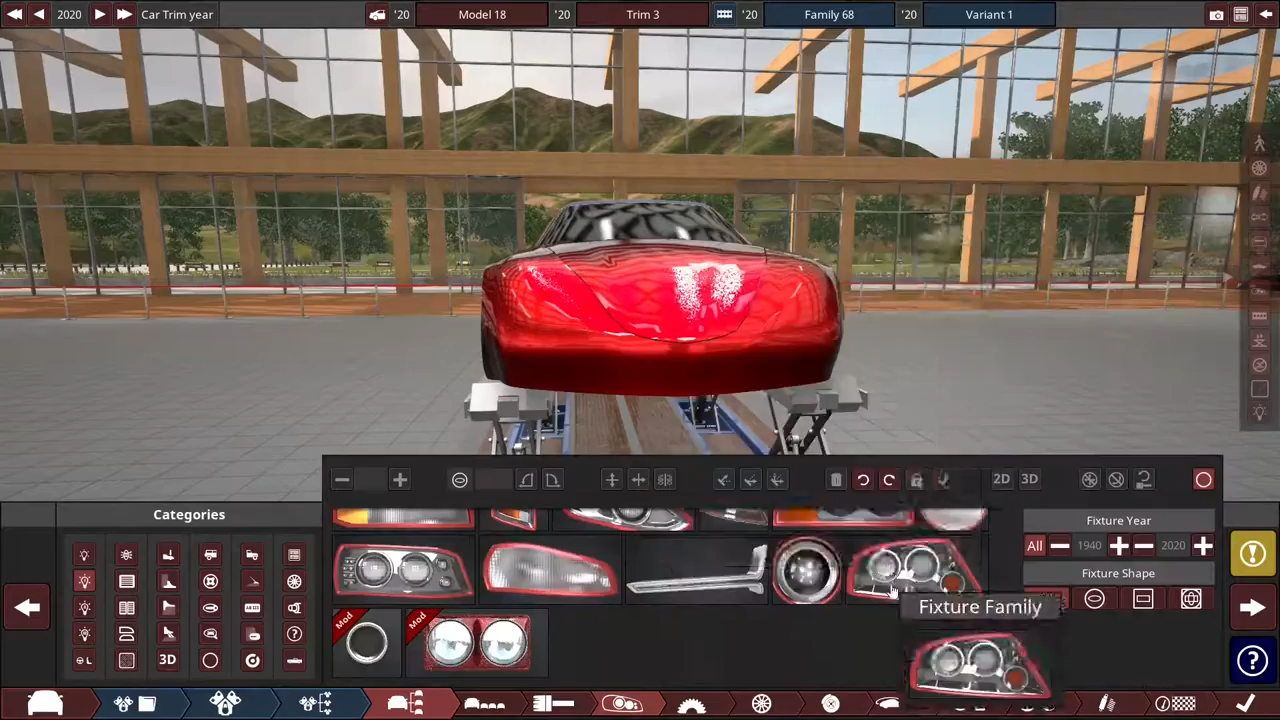 2020 Car Trim year '20 Model 18 '20 Trim 3 '20 Family 68 '20 Variant 1
2D 3D
Categories
Fixture Year
All 1940 2020
Fixture Shape
Fixture Family
Mod Mod
3D
L
?